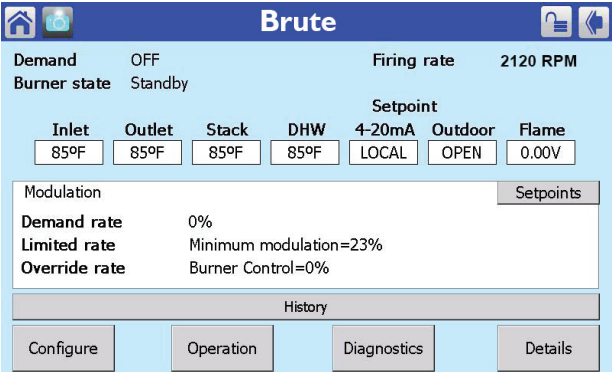 Brute
Demand OFF Firing rate 2120 RPM
Burner state Standby
Setpoint
Inlet Outlet Stack DHW 4-20mA Outdoor Flame
85ºF 85ºF 85ºF 85ºF LOCAL OPEN 0.00V
Modulation Setpoints
Demand rate 0%
Limited rate Minimum modulation=23%
Override rate Burner Control=0%
History
Configure Operation Diagnostics Details